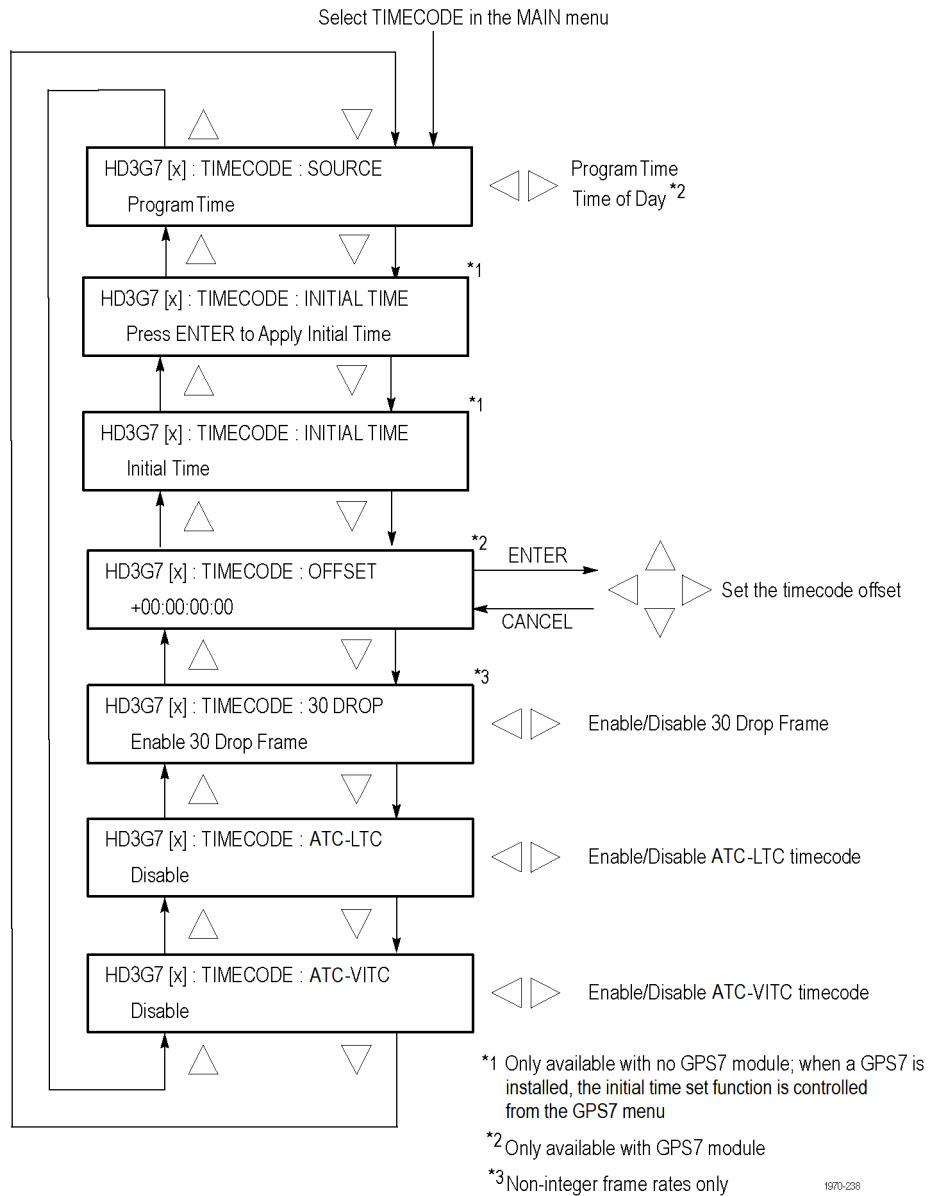 Select TIMECODE in the MAIN menu
HD3G7 [x] : TIMECODE : SOURCE
Program Time
Program Time
Time of Day *2
*1
HD3G7 [x] : TIMECODE : INITIAL TIME
Press ENTER to Apply Initial Time
*1
HD3G7 [x] : TIMECODE : INITIAL TIME
Initial Time
*2
HD3G7 [x] : TIMECODE : OFFSET
+00:00:00:00
ENTER
CANCEL
Set the timecode offset
*3
HD3G7 [x] : TIMECODE : 30 DROP
Enable 30 Drop Frame
Enable/Disable 30 Drop Frame
HD3G7 [x] : TIMECODE : ATC-LTC
Disable
Enable/Disable ATC-LTC timecode
HD3G7 [x] : TIMECODE : ATC-VITC
Disable
Enable/Disable ATC-VITC timecode
*1 Only available with no GPS7 module; when a GPS7 is
installed, the initial time set function is controlled
from the GPS7 menu
*2 Only available with GPS7 module
*3 Non-integer frame rates only
1970-238